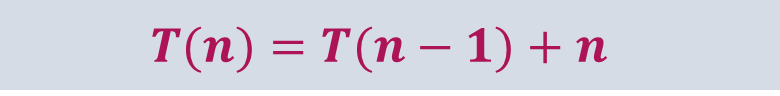 T(n) = T(n − 1) + n